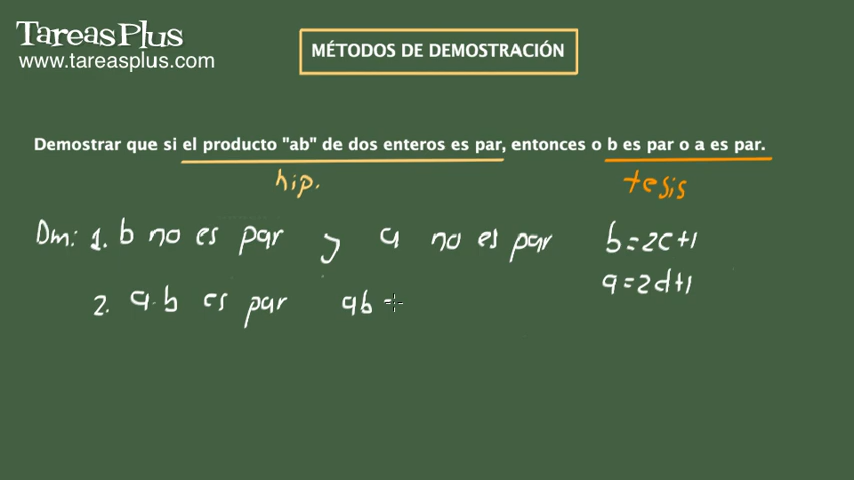 TareasPlus
www.tareasplus.com
MÉTODOS DE DEMOSTRACIÓN
Demostrar que si el producto "ab" de dos enteros es par, entonces o b es par o a es par.
hip. tesis
Dm: 1. b no es par y a no es par b=2c+1
a=2d+1
2. a·b es par ab =